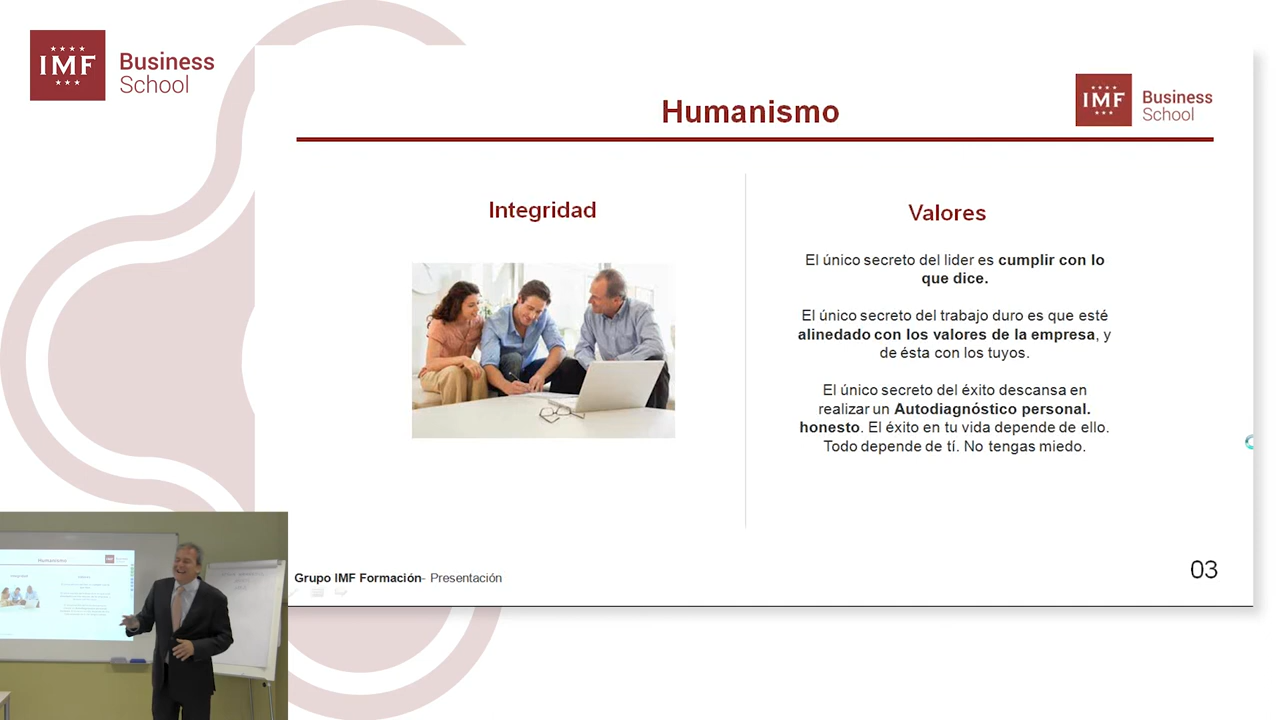 IMF
Business
School
Humanismo
IMF
Business
School
Integridad
Valores
El único secreto del lider es cumplir con lo
que dice.
El único secreto del trabajo duro es que esté
alinedado con los valores de la empresa, y
de ésta con los tuyos.
El único secreto del éxito descansa en
realizar un Autodiagnóstico personal.
honesto. El éxito en tu vida depende de ello.
Todo depende de tí. No tengas miedo.
Grupo IMF Formación- Presentación
03
Humanismo